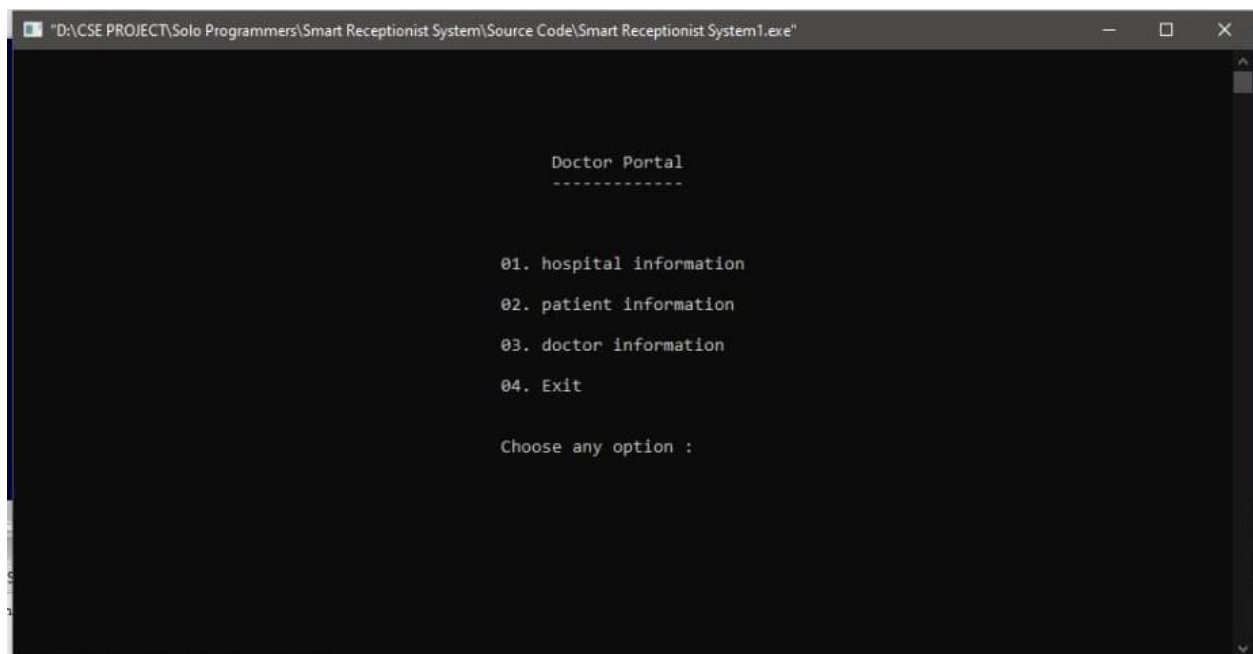 "D:\CSE PROJECT\Solo Programmers\Smart Receptionist System\Source Code\Smart Receptionist System1.exe"
Doctor Portal
-------------
01. hospital information
02. patient information
03. doctor information
04. Exit
Choose any option :